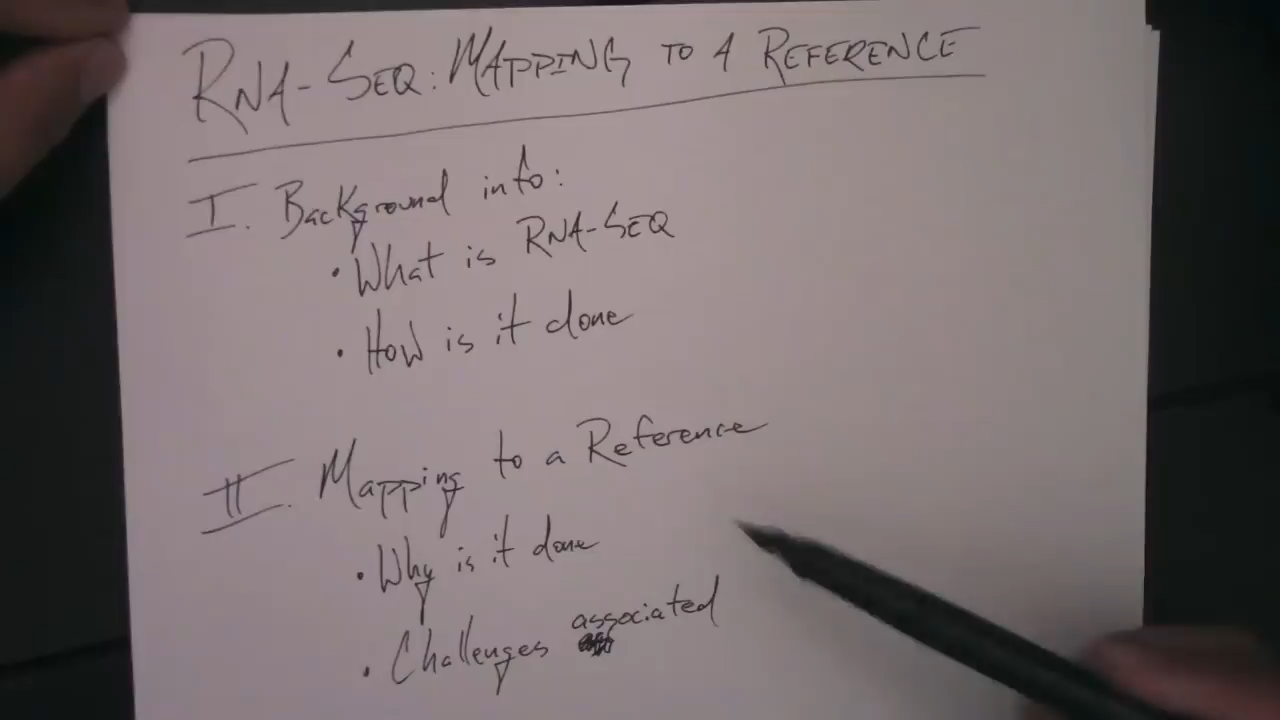 RNA-SEQ: MAPPING TO A REFERENCE
I. Background info:
• What is RNA-SEQ
• How is it done
II. Mapping to a Reference
• Why is it done
• Challenges associated